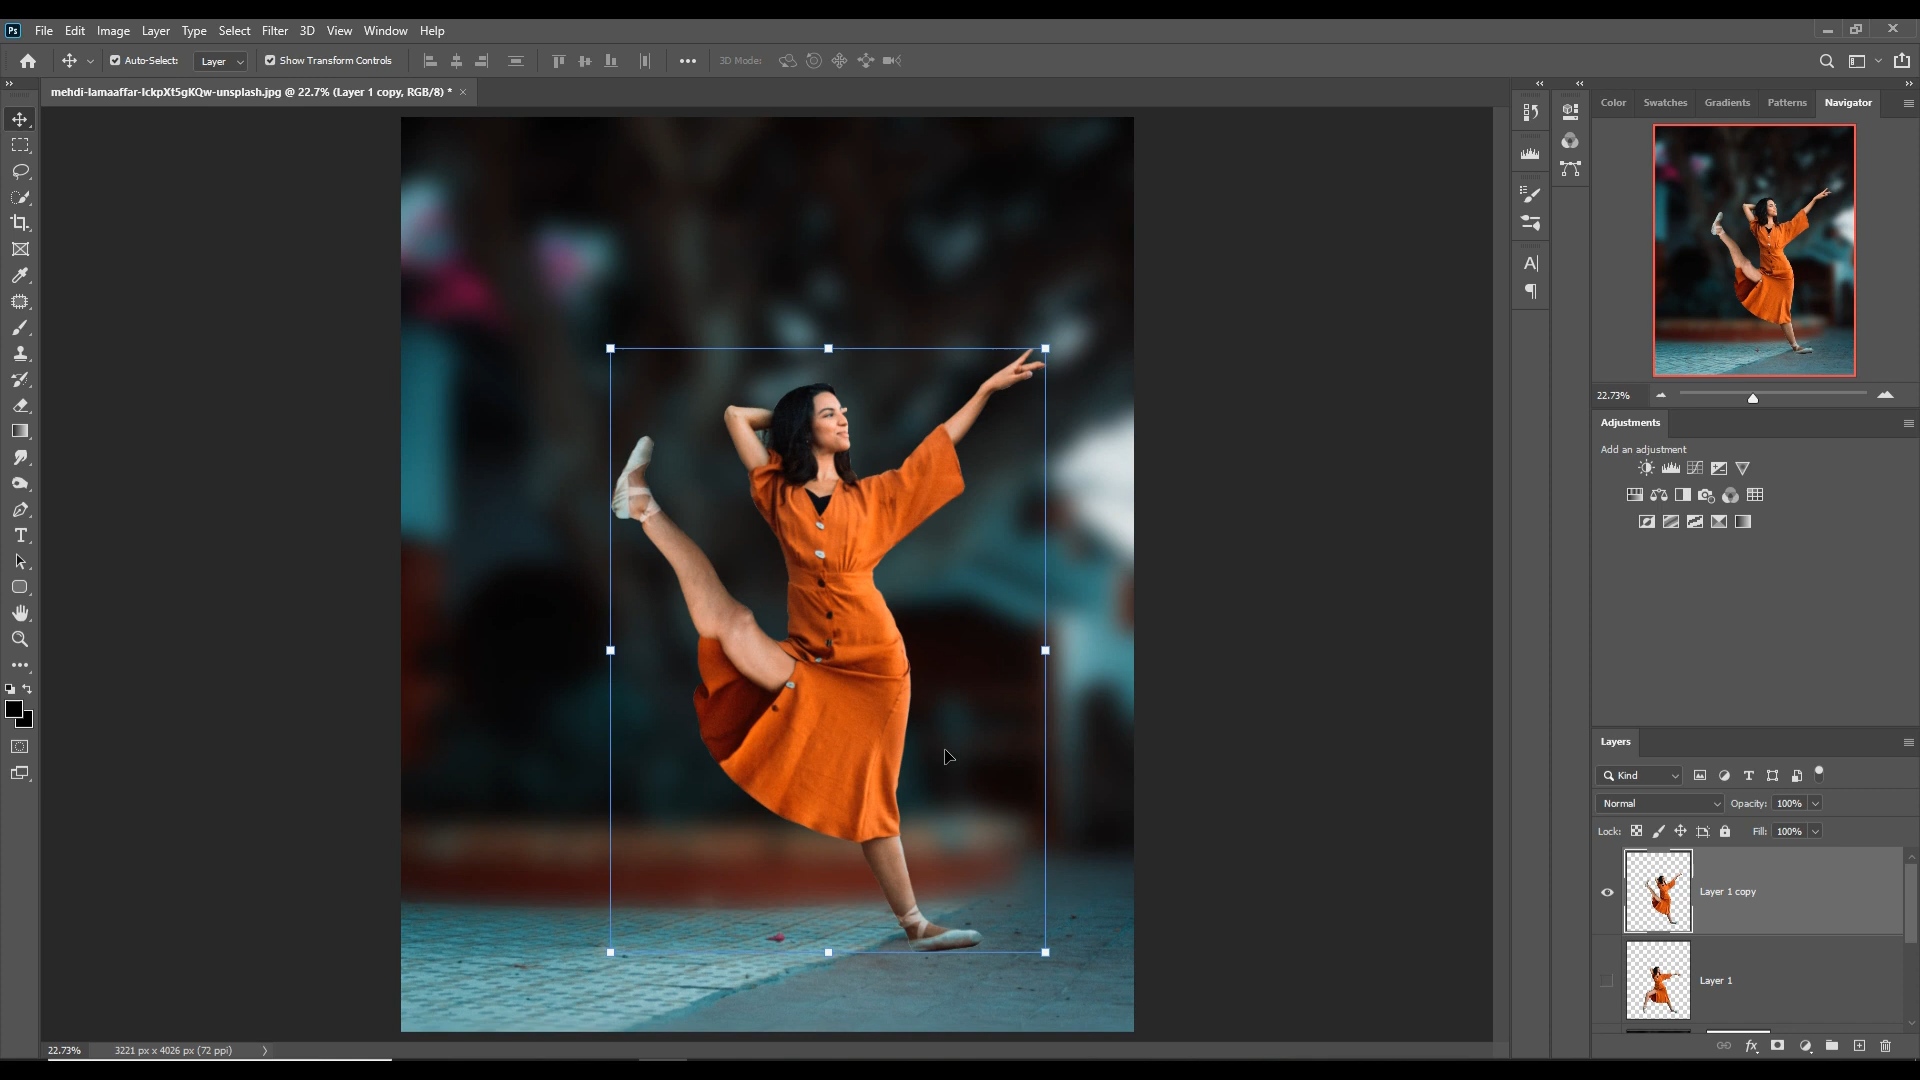 Ps File Edit Image Layer Type Select Filter 3D View Window Help
Auto-Select: Layer Show Transform Controls 3D Mode:
mehdi-lamaaffar-IckpXt5gKQw-unsplash.jpg @ 22.7% (Layer 1 copy, RGB/8) *
Color Swatches Gradients Patterns Navigator
22.73%
Adjustments
Add an adjustment
Layers
Kind
Normal Opacity: 100%
Lock: Fill: 100%
Layer 1 copy
Layer 1
22.73% 3221 px x 4026 px (72 ppi)